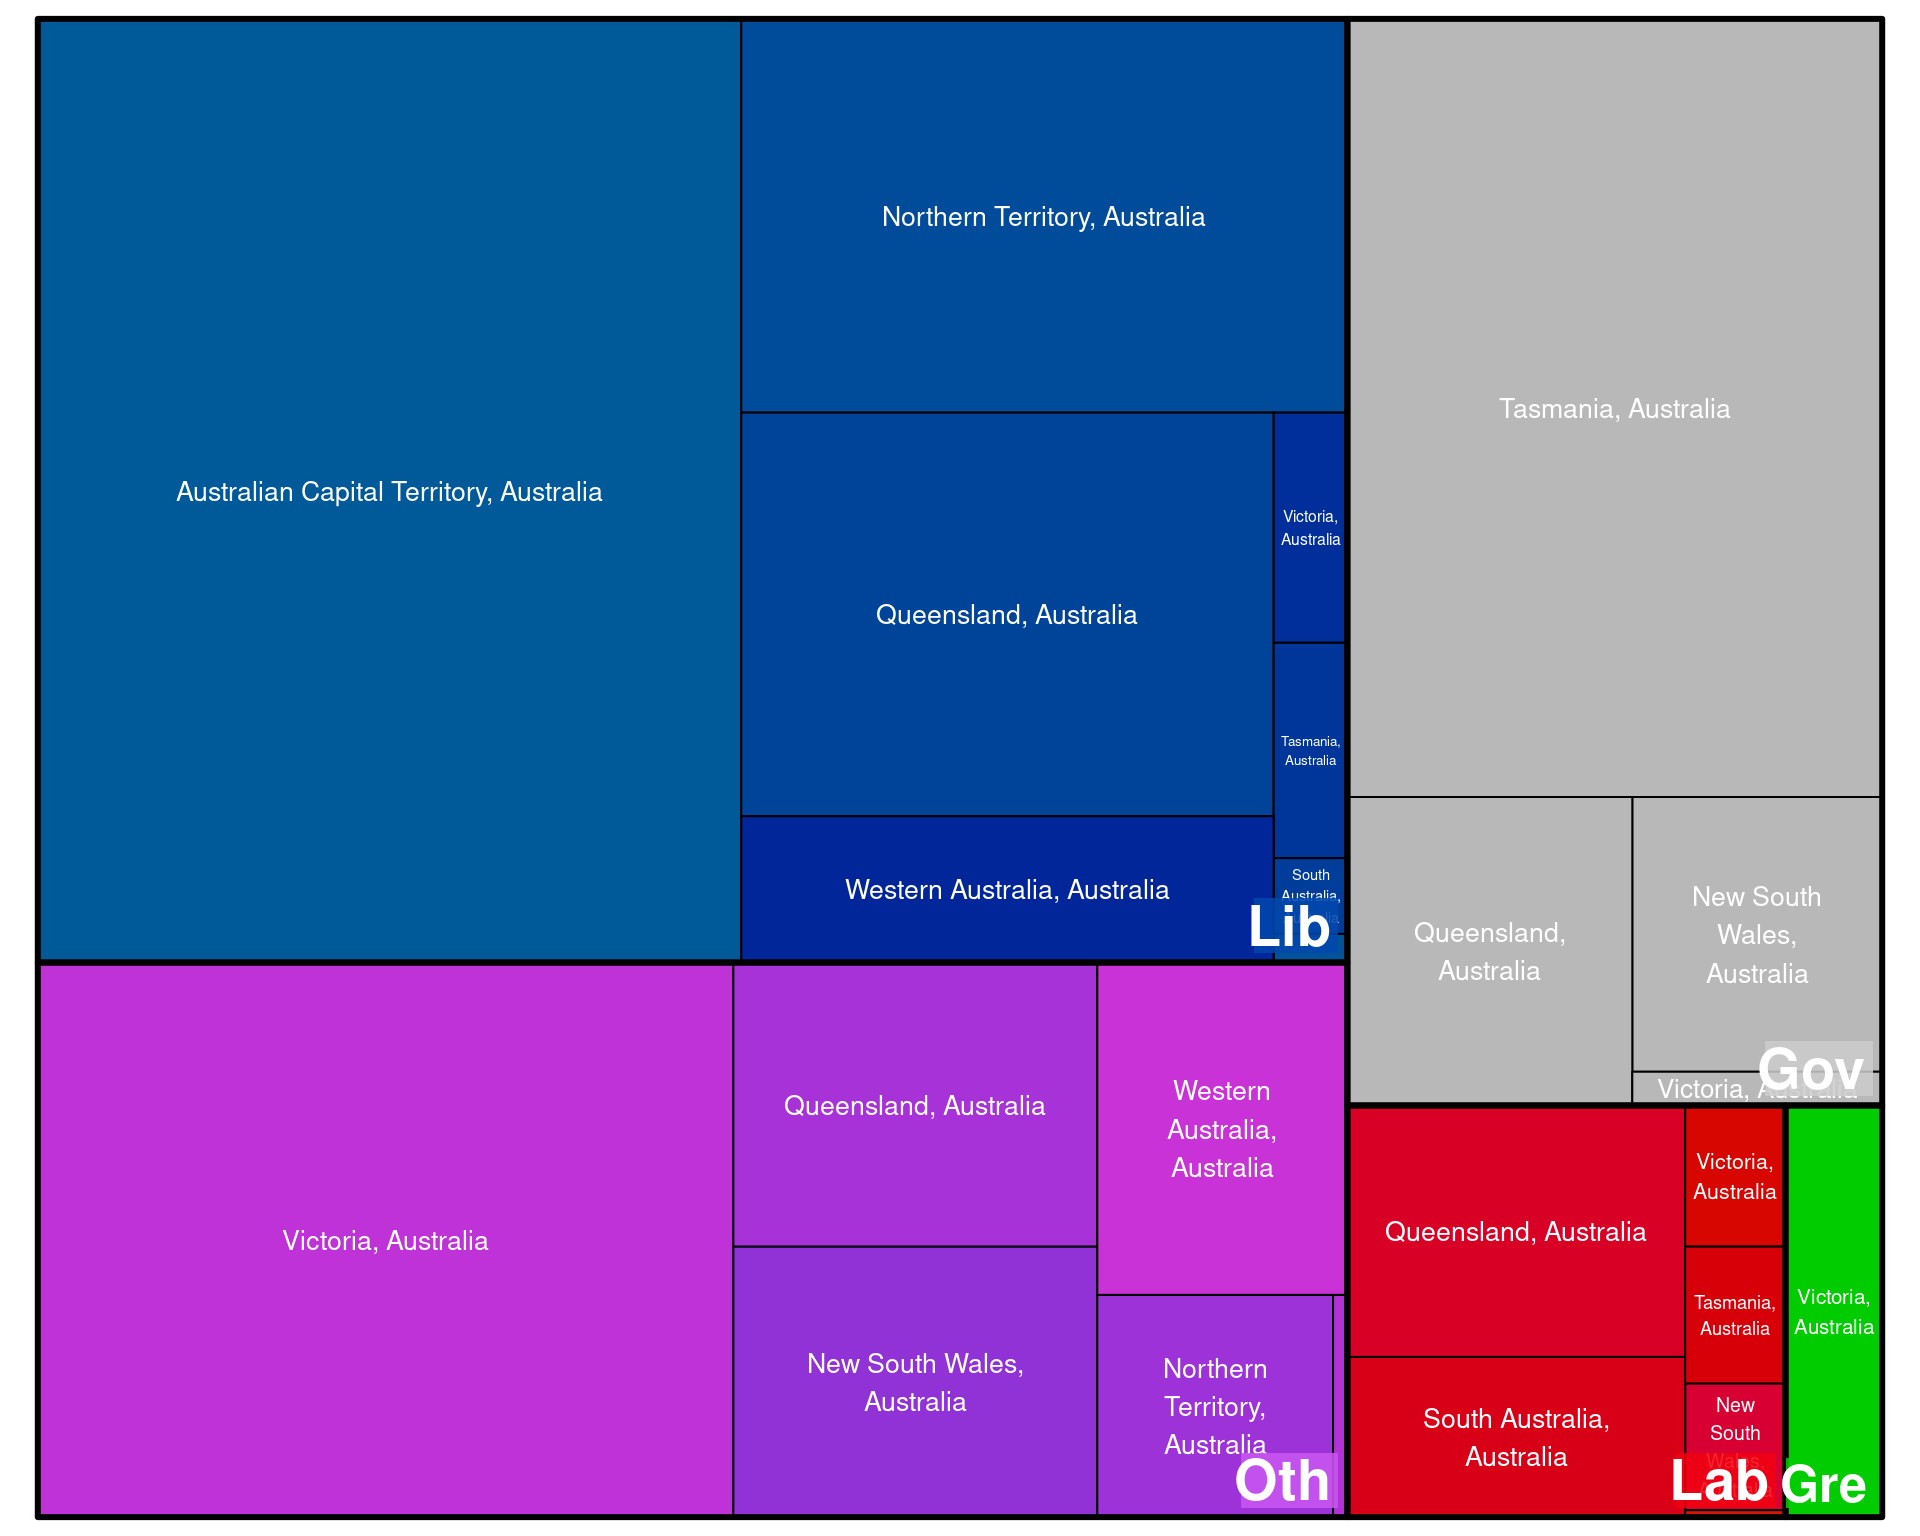 Australian Capital Territory, Australia
Northern Territory, Australia
Queensland, Australia
Victoria,
Australia
Tasmania,
Australia
South
Australia,
Western Australia, Australia
Lib
Tasmania, Australia
Queensland,
Australia
New South
Wales,
Australia
Victoria, Australia
Gov
Victoria, Australia
Queensland, Australia
New South Wales,
Australia
Western
Australia,
Australia
Northern
Territory,
Australia
Oth
Queensland, Australia
South Australia,
Australia
Victoria,
Australia
Tasmania,
Australia
New
South
Wales,
Lab
Victoria,
Australia
Gre